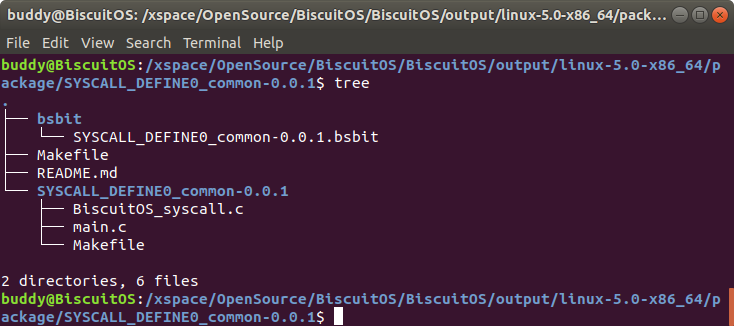 buddy@BiscuitOS: /xspace/OpenSource/BiscuitOS/BiscuitOS/output/linux-5.0-x86_64/pack...
File Edit View Search Terminal Help
buddy@BiscuitOS:/xspace/OpenSource/BiscuitOS/BiscuitOS/output/linux-5.0-x86_64/p
ackage/SYSCALL_DEFINE0_common-0.0.1$ tree
.
├── bsbit
│   └── SYSCALL_DEFINE0_common-0.0.1.bsbit
├── Makefile
├── README.md
└── SYSCALL_DEFINE0_common-0.0.1
    ├── BiscuitOS_syscall.c
    ├── main.c
    └── Makefile
2 directories, 6 files
buddy@BiscuitOS:/xspace/OpenSource/BiscuitOS/BiscuitOS/output/linux-5.0-x86_64/p
ackage/SYSCALL_DEFINE0_common-0.0.1$